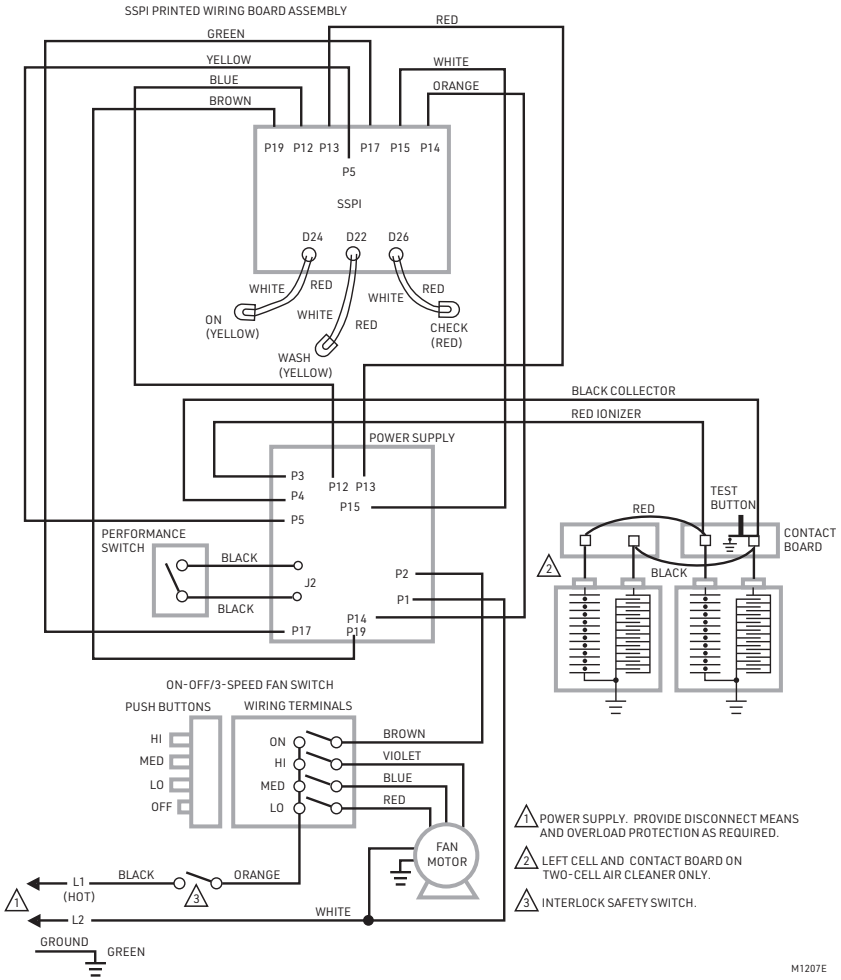 SSPI PRINTED WIRING BOARD ASSEMBLY
RED
GREEN
YELLOW
WHITE
BLUE
ORANGE
BROWN
P19 P12 P13 P17 P15 P14
P5
SSPI
D24 D22 D26
WHITE RED WHITE RED
ON
(YELLOW)
WHITE
RED
CHECK
(RED)
WASH
(YELLOW)
BLACK COLLECTOR
RED IONIZER
POWER SUPPLY
P3
P12 P13
P4
P15
P5
TEST
BUTTON
RED
CONTACT
BOARD
PERFORMANCE
SWITCH
BLACK
2
BLACK
P2
J2
BLACK
P1
P14
P17
P19
ON-OFF/3-SPEED FAN SWITCH
PUSH BUTTONS
WIRING TERMINALS
HI
MED
LO
OFF
ON
HI
MED
LO
BROWN
VIOLET
BLUE
RED
FAN
MOTOR
1 POWER SUPPLY. PROVIDE DISCONNECT MEANS
AND OVERLOAD PROTECTION AS REQUIRED.
2 LEFT CELL AND CONTACT BOARD ON
TWO-CELL AIR CLEANER ONLY.
3 INTERLOCK SAFETY SWITCH.
BLACK
ORANGE
L1
(HOT)
3
1
WHITE
L2
GROUND
GREEN
M1207E